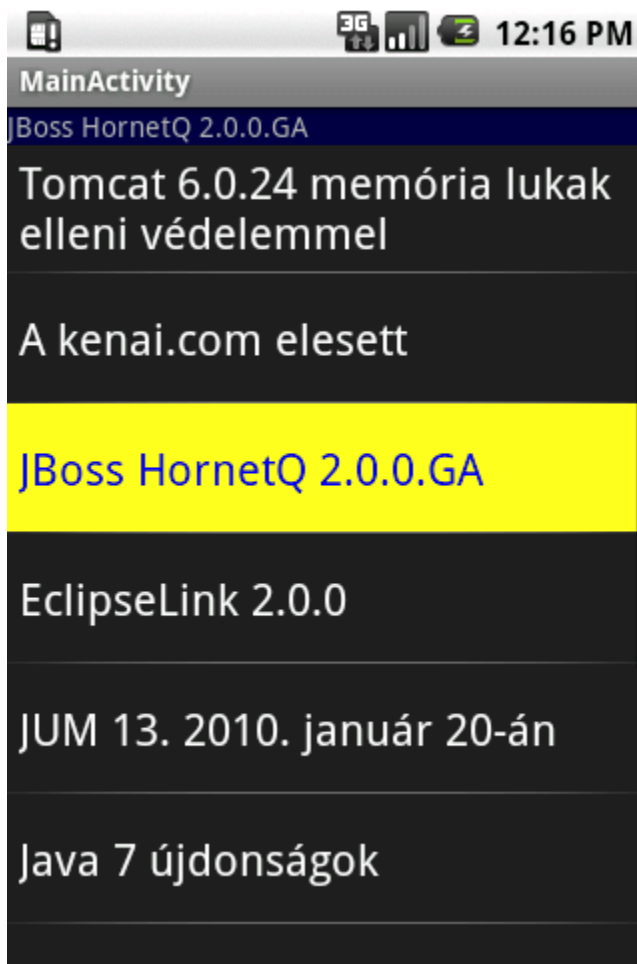 3G 12:16 PM
MainActivity
JBoss HornetQ 2.0.0.GA
Tomcat 6.0.24 memória lukak
elleni védelemmel
A kenai.com elesett
JBoss HornetQ 2.0.0.GA
EclipseLink 2.0.0
JUM 13. 2010. január 20-án
Java 7 újdonságok